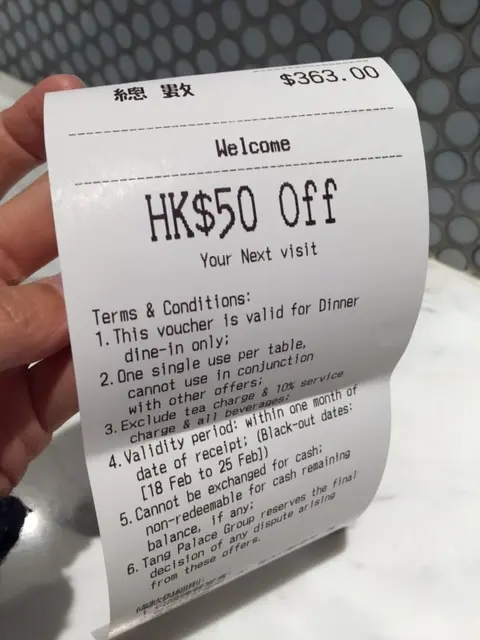 總數 $363.00
Welcome
HK$50 Off
Your Next visit
Terms & Conditions:
1. This voucher is valid for Dinner
dine-in only;
2. One single use per table,
cannot use in conjunction
with other offers;
3. Exclude tea charge & 10% service
charge & all beverages;
4. Validity period: within one month of
date of receipt; (Black-out dates:
[18 Feb to 25 Feb])
5. Cannot be exchanged for cash;
non-redeemable for cash remaining
balance, if any;
6. Tang Palace Group reserves the final
decision of any dispute arising
from these offers.